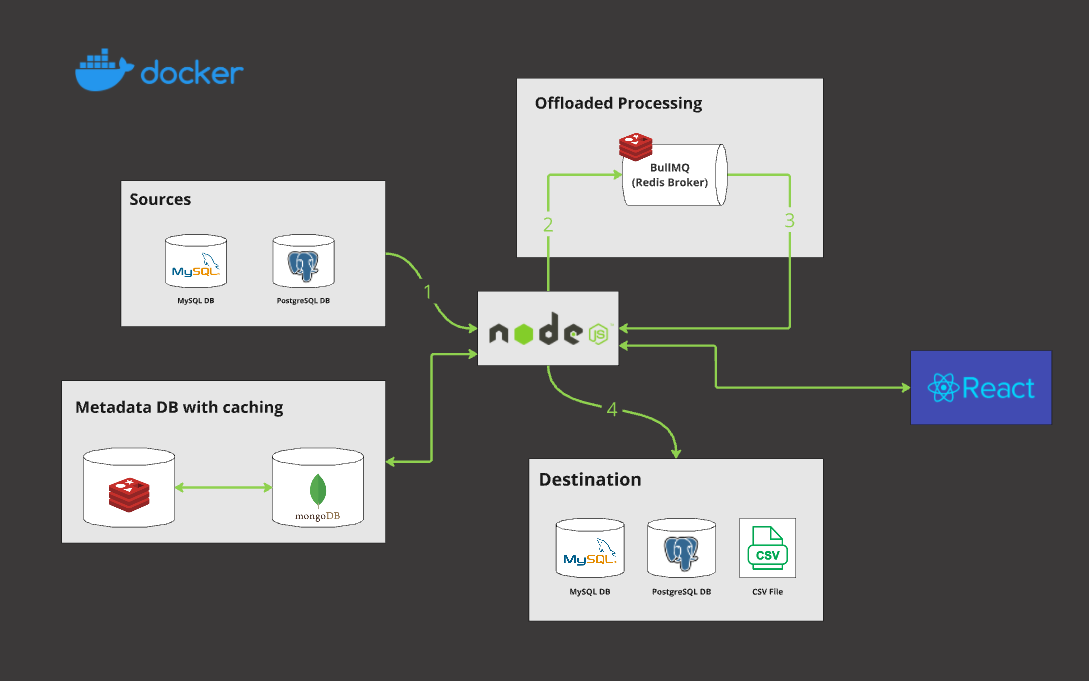 docker
Offloaded Processing
BullMQ
(Redis Broker)
2
3
Sources
MySQL
MySQL DB
PostgreSQL DB
1
node
JS
React
Metadata DB with caching
mongoDB
4
Destination
MySQL
CSV
MySQL DB
PostgreSQL DB
CSV File